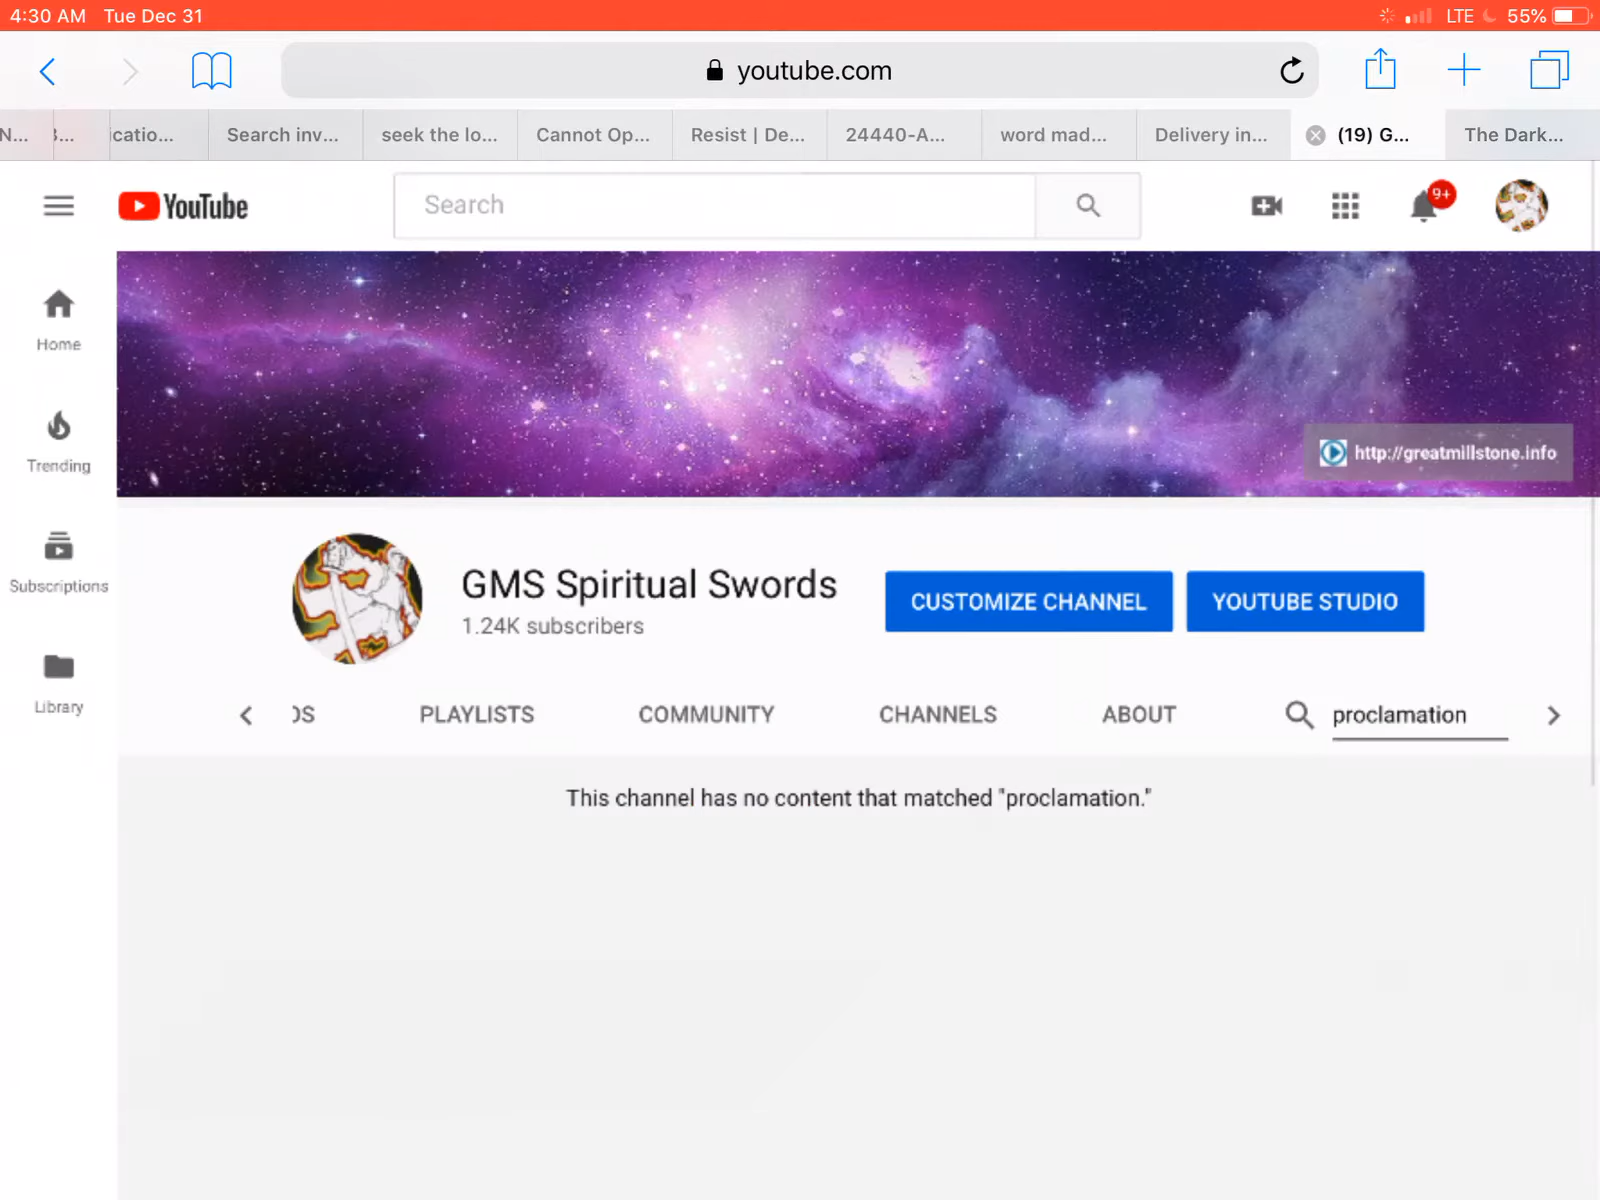 4:30 AM Tue Dec 31 LTE 55%
youtube.com
N... 3... icatio... Search inv... seek the lo... Cannot Op... Resist | De... 24440-A... word mad... Delivery in... (19) G... The Dark...
YouTube Search 9+
Home
Trending
Subscriptions
Library
http://greatmillstone.info
GMS Spiritual Swords
1.24K subscribers
CUSTOMIZE CHANNEL YOUTUBE STUDIO
OS PLAYLISTS COMMUNITY CHANNELS ABOUT proclamation
This channel has no content that matched "proclamation."